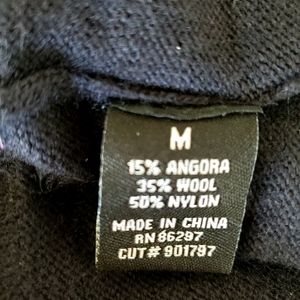 M
15% ANGORA
35% WOOL
50% NYLON
MADE IN CHINA
RN 86297
CUT# 901797